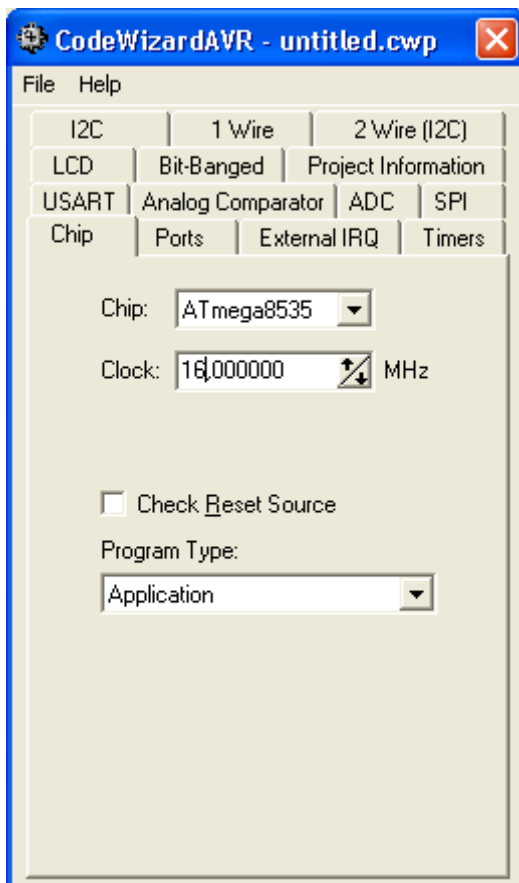 CodeWizardAVR - untitled.cwp
File Help
I2C 1 Wire 2 Wire (I2C)
LCD Bit-Banged Project Information
USART Analog Comparator ADC SPI
Chip Ports External IRQ Timers
Chip: ATmega8535
Clock: 16,000000 MHz
Check Reset Source
Program Type:
Application